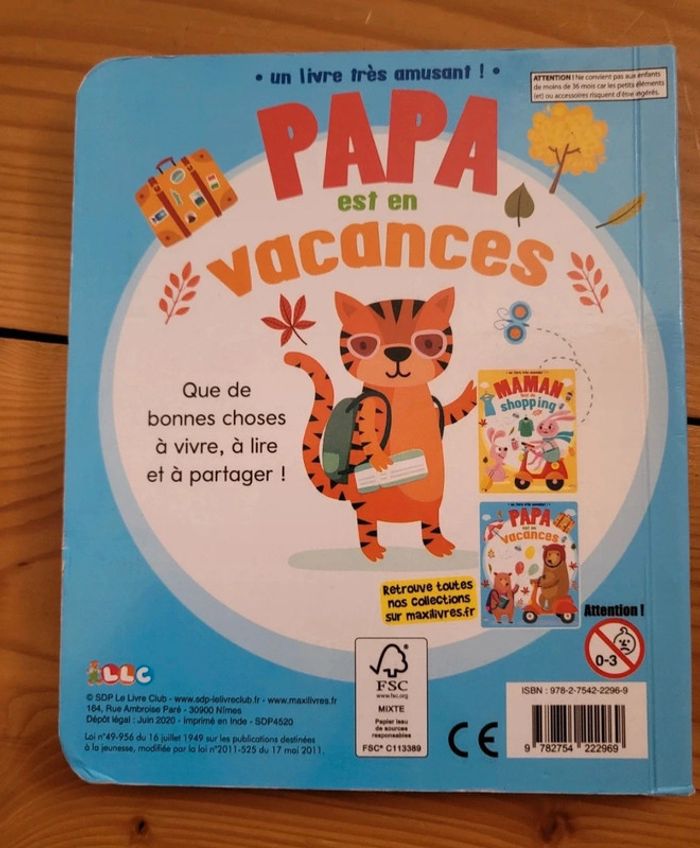 • un livre très amusant ! •
ATTENTION ! Ne convient pas aux enfants
de moins de 36 mois car les petits éléments
(et) ou accessoires risquent d'être ingérés.
PAPA
est en
vacances
Que de
bonnes choses
à vivre, à lire
et à partager !
MAMAN
shopping
PAPA
est en
vacances
Retrouve toutes
nos collections
sur maxilivres.fr
Attention !
0-3
LLC
© SDP Le Livre Club - www.sdp-lelivreclub.fr - www.maxilivres.fr
164, Rue Ambroise Paré - 30900 Nîmes
Dépôt légal : Juin 2020 - Imprimé en Inde - SDP4520
Loi n°49-956 du 16 juillet 1949 sur les publications destinées
à la jeunesse, modifiée par la loi n°2011-525 du 17 mai 2011.
FSC
www.fsc.org
MIXTE
Papier issu
de sources
responsables
FSC® C113389
CE
ISBN : 978-2-7542-2296-9
9 782754 222969